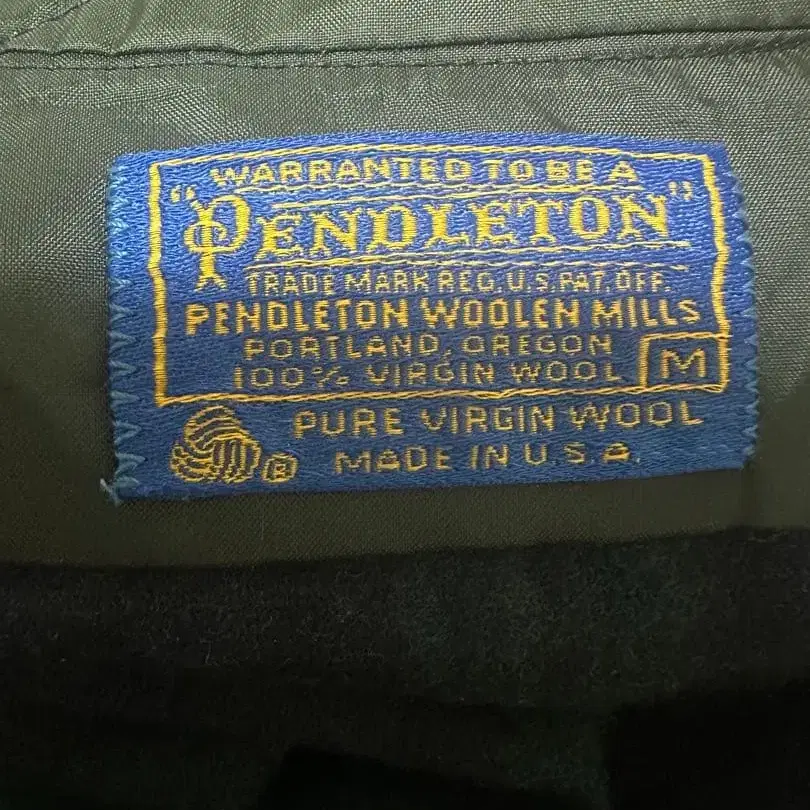 WARRANTED TO BE A
"PENDLETON"
TRADE MARK REG. U.S. PAT. OFF.
PENDLETON WOOLEN MILLS
PORTLAND, OREGON
100% VIRGIN WOOL M
PURE VIRGIN WOOL
® MADE IN U.S.A.